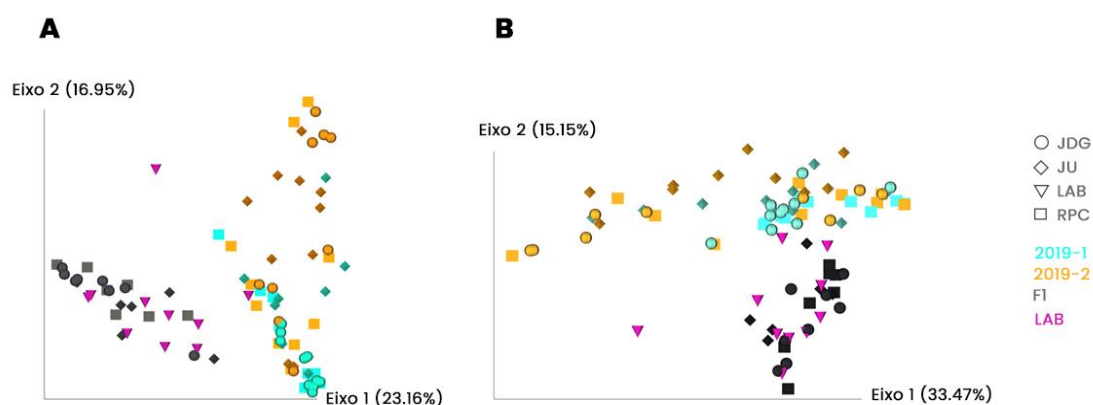 A
B
Eixo 2 (16.95%)
Eixo 2 (15.15%)
JDG
JU
LAB
RPC
2019-1
2019-2
F1
LAB
Eixo 1 (23.16%)
Eixo 1 (33.47%)